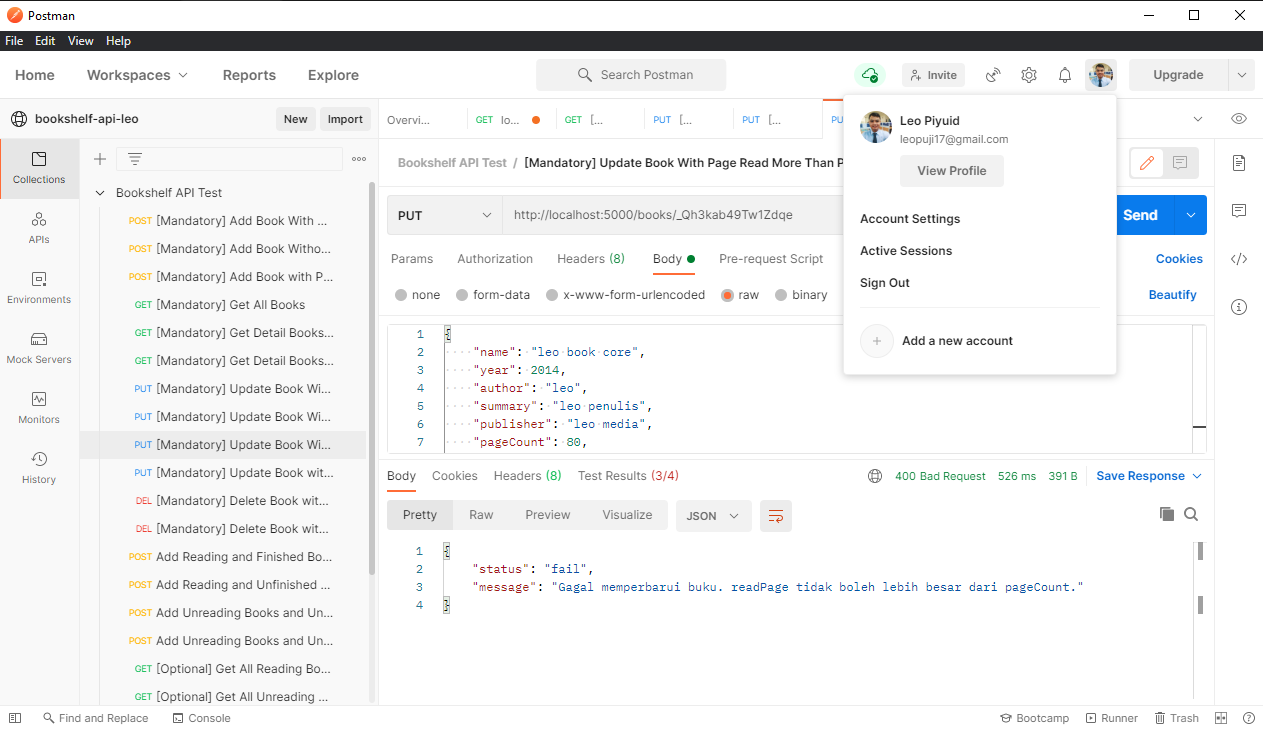 Postman
File Edit View Help
Home Workspaces Reports Explore Search Postman Invite Upgrade
bookshelf-api-leo New Import
Overvi... GET lo... GET [... PUT [... PUT [... PU
Collections
APIs
Environments
Mock Servers
Monitors
History
Bookshelf API Test
POST [Mandatory] Add Book With ...
POST [Mandatory] Add Book Witho...
POST [Mandatory] Add Book with P...
GET [Mandatory] Get All Books
GET [Mandatory] Get Detail Books...
GET [Mandatory] Get Detail Books...
PUT [Mandatory] Update Book Wi...
PUT [Mandatory] Update Book Wi...
PUT [Mandatory] Update Book Wi...
PUT [Mandatory] Update Book wit...
DEL [Mandatory] Delete Book wit...
DEL [Mandatory] Delete Book wit...
POST Add Reading and Finished Bo...
POST Add Reading and Unfinished ...
POST Add Unreading Books and Un...
POST Add Unreading Books and Un...
GET [Optional] Get All Reading Bo...
GET [Optional] Get All Unreading ...
Bookshelf API Test / [Mandatory] Update Book With Page Read More Than P
PUT http://localhost:5000/books/_Qh3kab49Tw1Zdqe Send
Params Authorization Headers (8) Body Pre-request Script Cookies
none form-data x-www-form-urlencoded raw binary Beautify
1 {
2 "name": "leo book core",
3 "year": 2014,
4 "author": "leo",
5 "summary": "leo penulis",
6 "publisher": "leo media",
7 "pageCount": 80,
Leo Piyuid
leopuji17@gmail.com
View Profile
Account Settings
Active Sessions
Sign Out
Add a new account
Body Cookies Headers (8) Test Results (3/4) 400 Bad Request 526 ms 391 B Save Response
Pretty Raw Preview Visualize JSON
1 {
2 "status": "fail",
3 "message": "Gagal memperbarui buku. readPage tidak boleh lebih besar dari pageCount."
4 }
Find and Replace Console Bootcamp Runner Trash